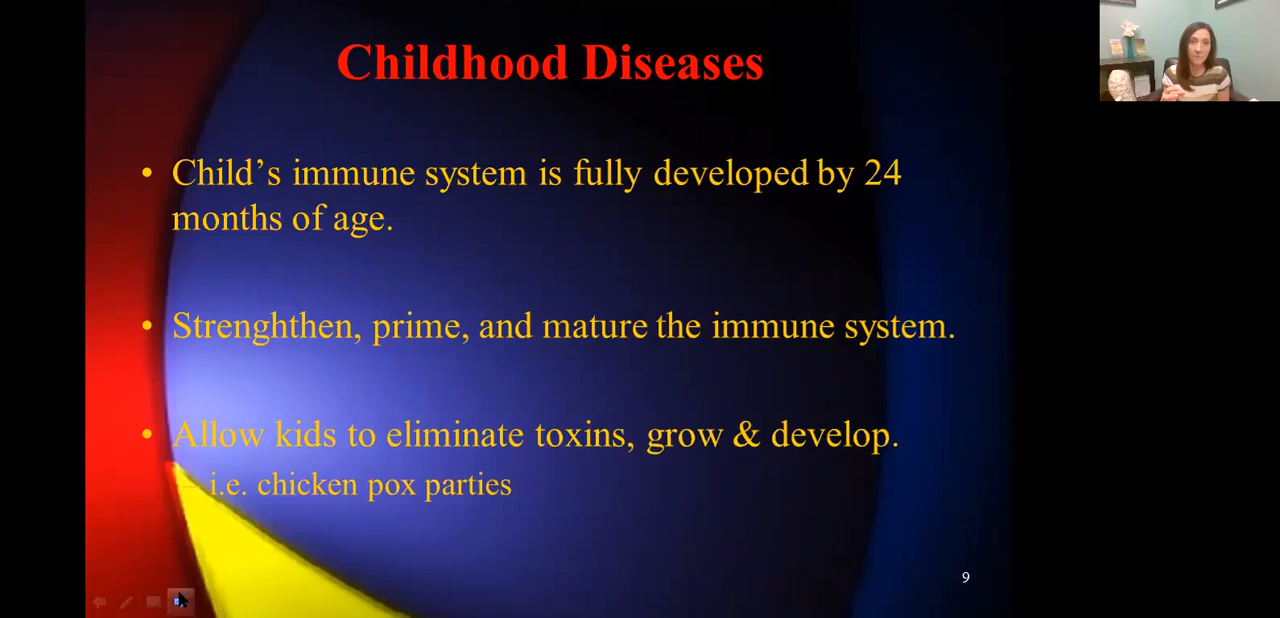 Childhood Diseases
• Child’s immune system is fully developed by 24
months of age.
• Strenghthen, prime, and mature the immune system.
• Allow kids to eliminate toxins, grow & develop.
– i.e. chicken pox parties
9